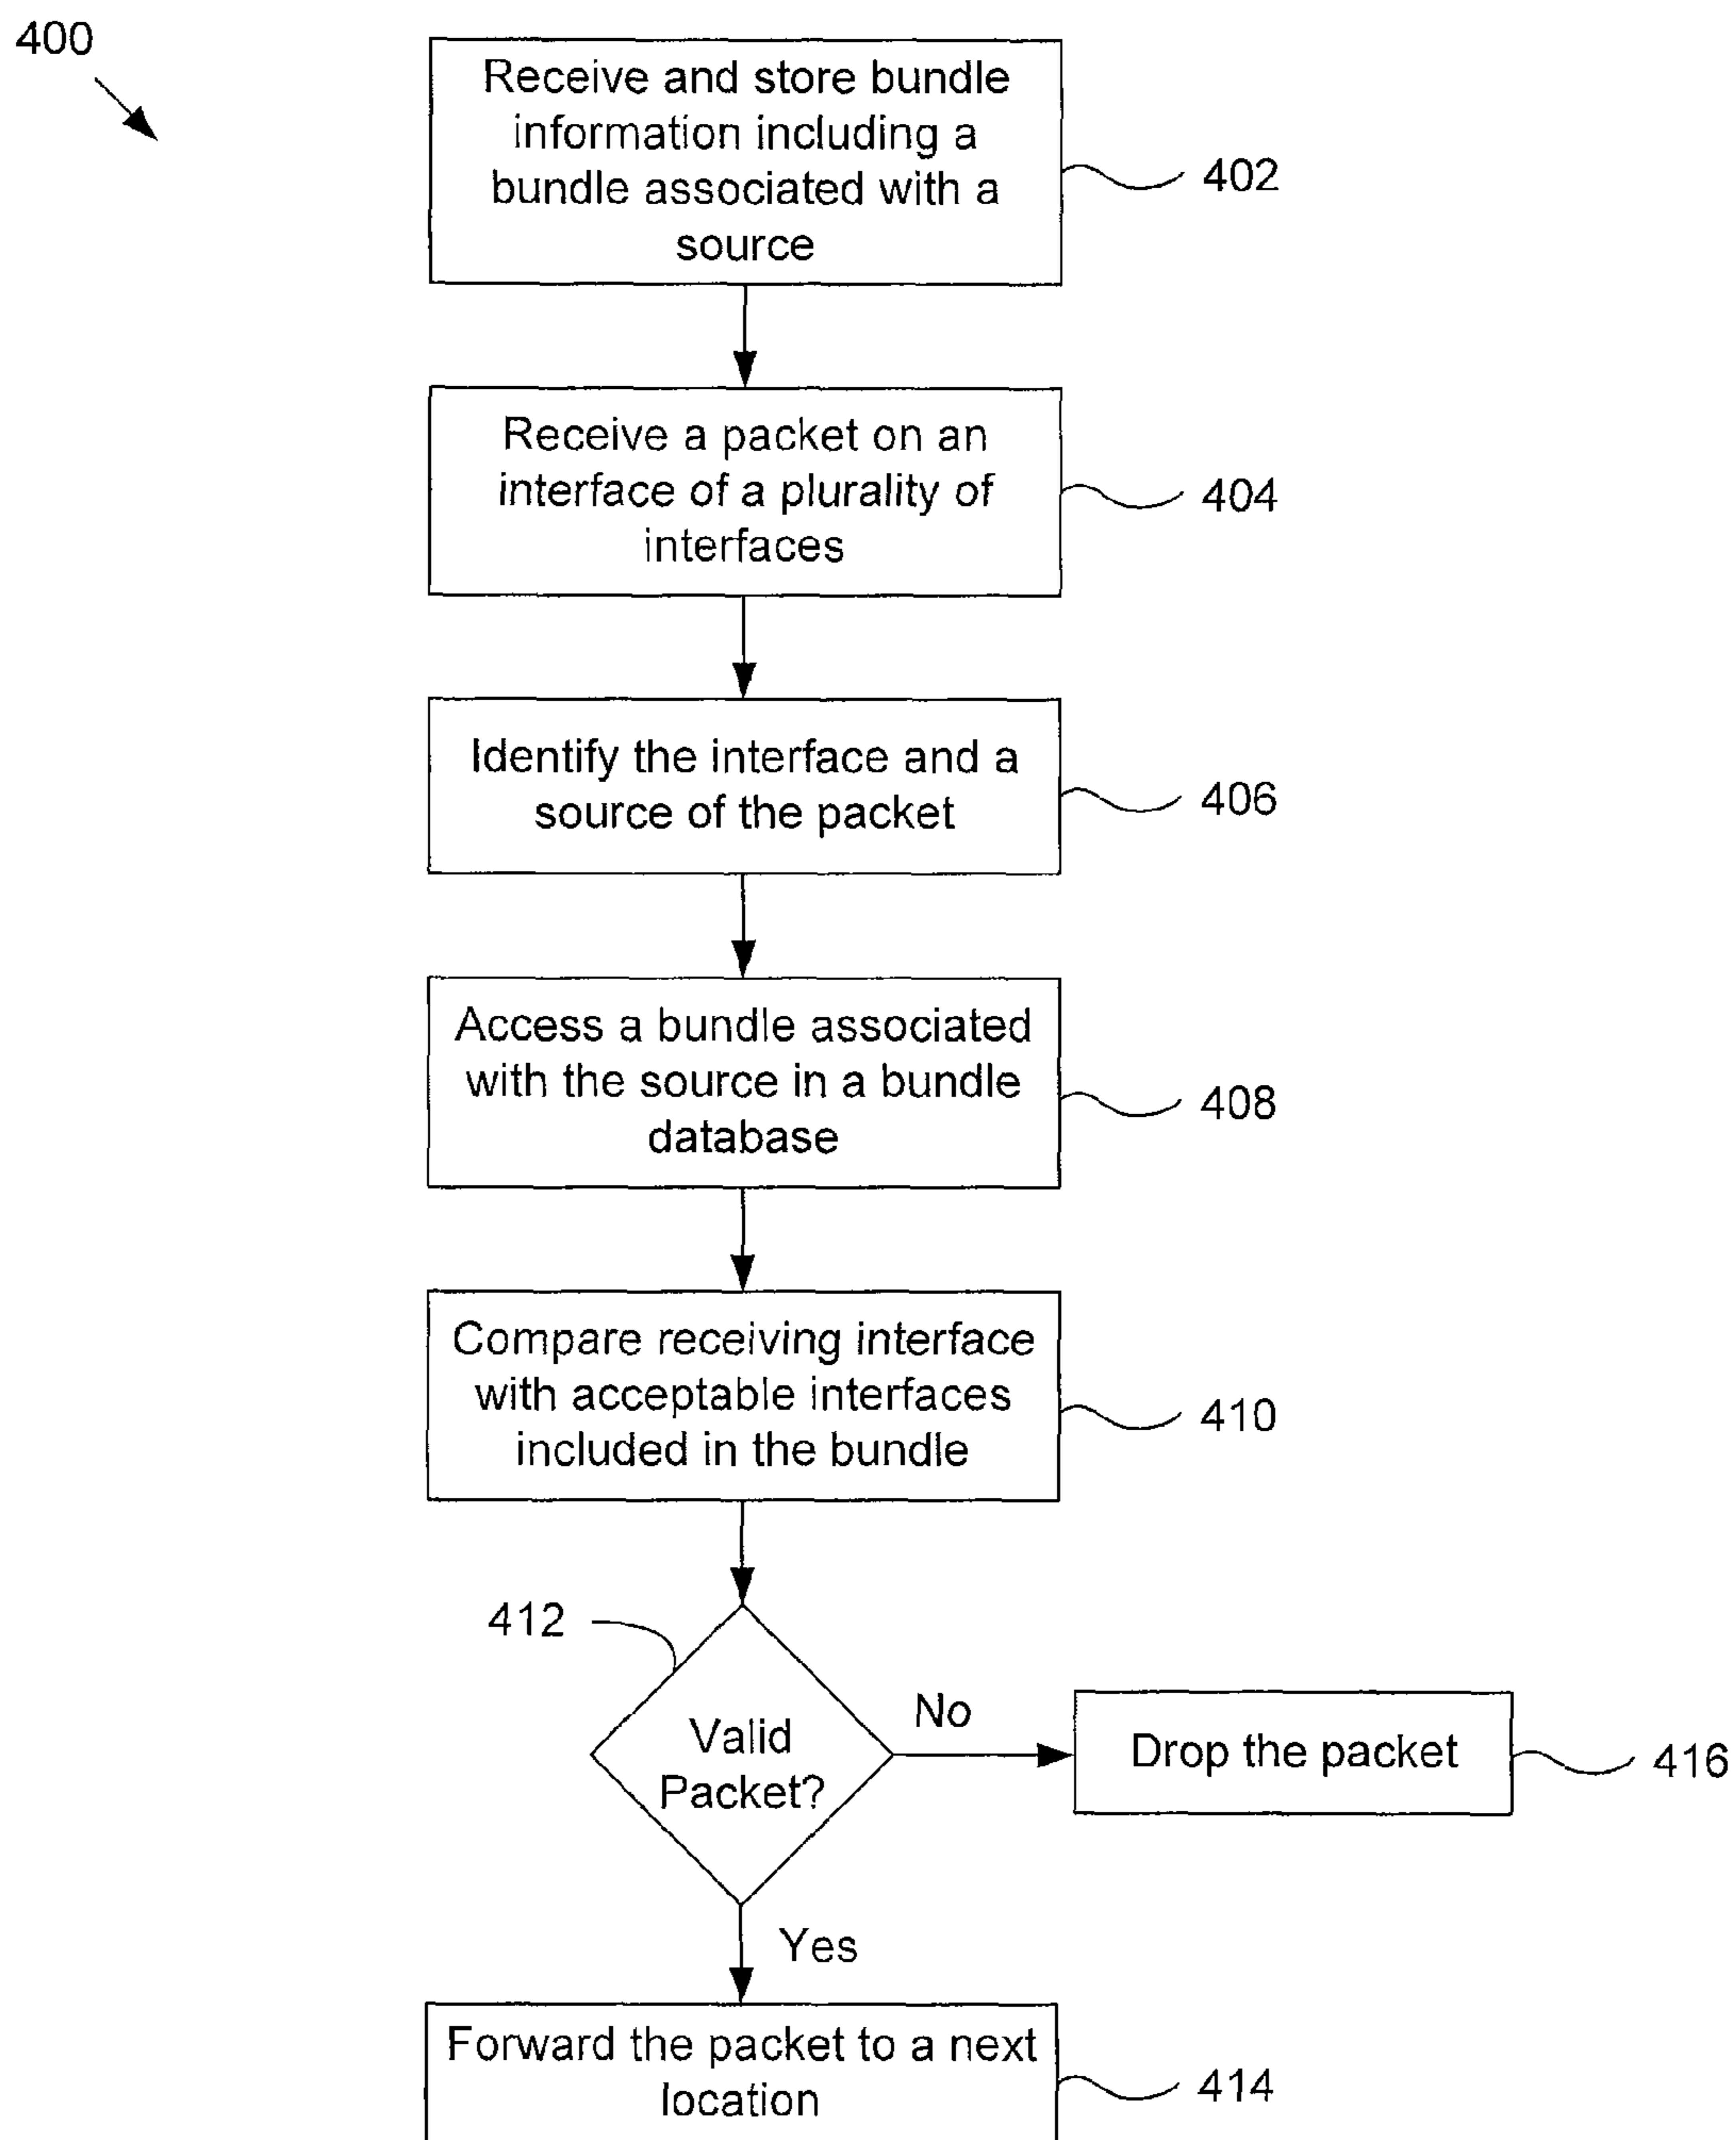 400
Receive and store bundle
information including a
bundle associated with a
source
402
Receive a packet on an
interface of a plurality of
interfaces
404
Identify the interface and a
source of the packet
406
Access a bundle associated
with the source in a bundle
database
408
Compare receiving interface
with acceptable interfaces
included in the bundle
410
412
Valid
Packet?
No
Drop the packet
416
Yes
Forward the packet to a next
location
414